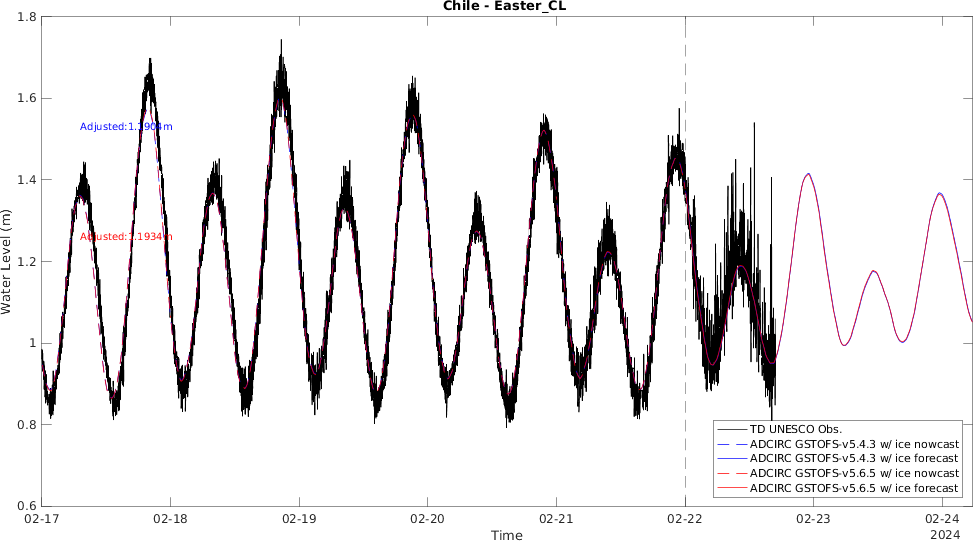 Chile - Easter_CL
1.8
1.6
1.4
1.2
1
0.8
0.6
Water Level (m)
Adjusted:1.1904m
Adjusted:1.1934m
TD UNESCO Obs.
ADCIRC GSTOFS-v5.4.3 w/ ice nowcast
ADCIRC GSTOFS-v5.4.3 w/ ice forecast
ADCIRC GSTOFS-v5.6.5 w/ ice nowcast
ADCIRC GSTOFS-v5.6.5 w/ ice forecast
02-17 02-18 02-19 02-20 02-21 02-22 02-23 02-24
2024
Time